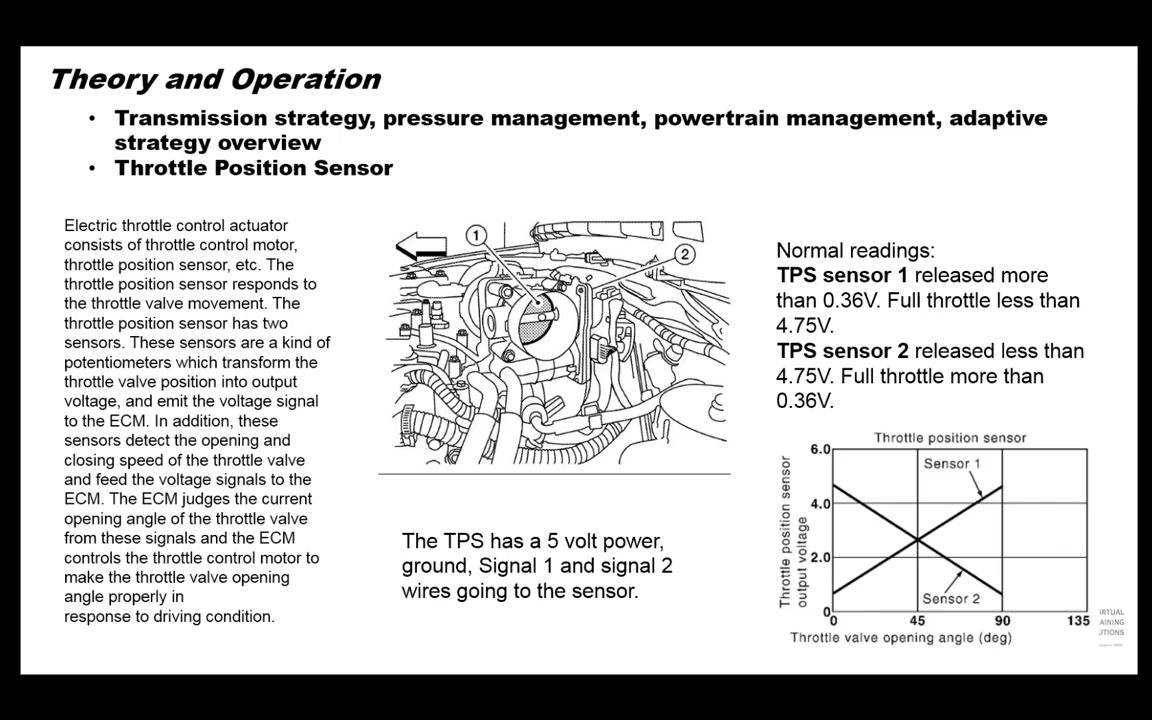 Theory and Operation
• Transmission strategy, pressure management, powertrain management, adaptive
strategy overview
• Throttle Position Sensor
Electric throttle control actuator
consists of throttle control motor,
throttle position sensor, etc. The
throttle position sensor responds to
the throttle valve movement. The
throttle position sensor has two
sensors. These sensors are a kind of
potentiometers which transform the
throttle valve position into output
voltage, and emit the voltage signal
to the ECM. In addition, these
sensors detect the opening and
closing speed of the throttle valve
and feed the voltage signals to the
ECM. The ECM judges the current
opening angle of the throttle valve
from these signals and the ECM
controls the throttle control motor to
make the throttle valve opening
angle properly in
response to driving condition.
1
2
The TPS has a 5 volt power,
ground, Signal 1 and signal 2
wires going to the sensor.
Normal readings:
TPS sensor 1 released more
than 0.36V. Full throttle less than
4.75V.
TPS sensor 2 released less than
4.75V. Full throttle more than
0.36V.
Throttle position sensor
Throttle position sensor
output voltage
6.0
4.0
2.0
0
Sensor 1
Sensor 2
0 45 90 135
Throttle valve opening angle (deg)
IRTUAL
AINING
JTIONS